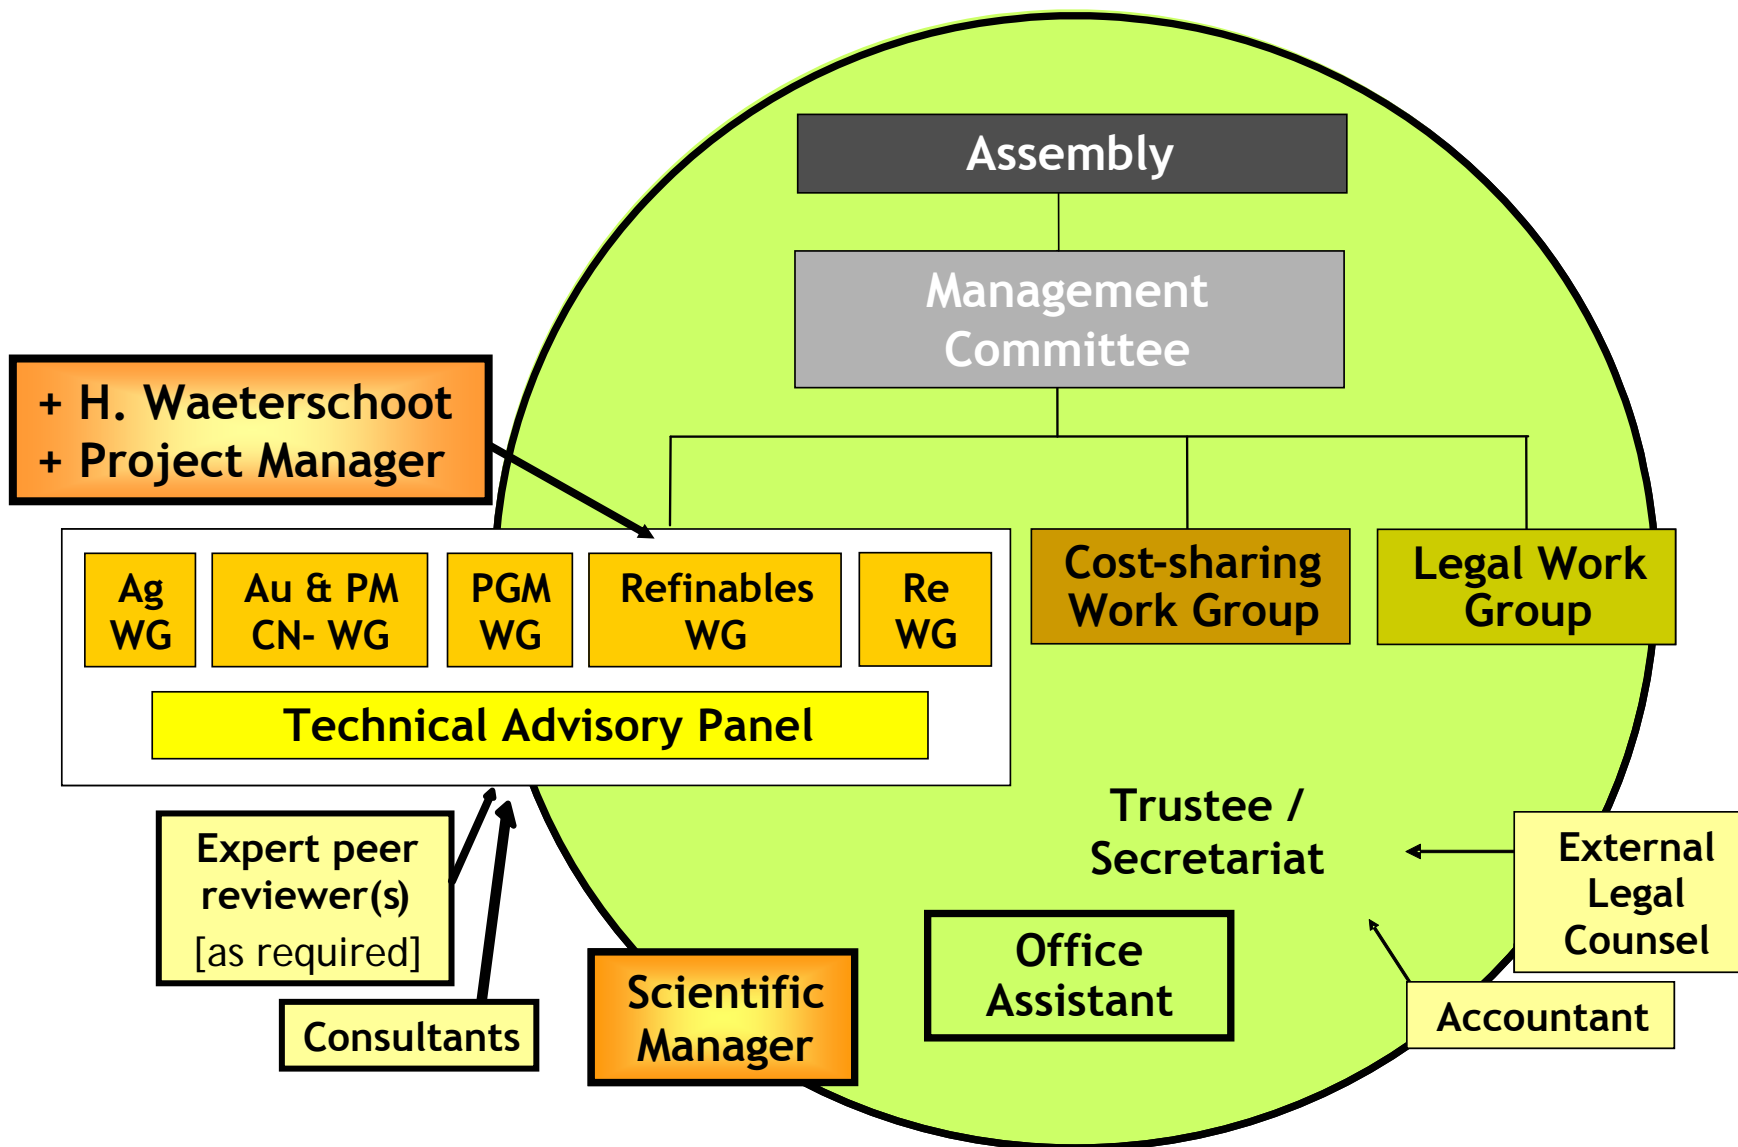 Assembly
Management
Committee
+ H. Waeterschoot
+ Project Manager
Ag
WG
Au & PM
CN- WG
PGM
WG
Refinables
WG
Re
WG
Cost-sharing
Work Group
Legal Work
Group
Technical Advisory Panel
Expert peer
reviewer(s)
[as required]
Consultants
Scientific
Manager
Trustee /
Secretariat
Office
Assistant
External
Legal
Counsel
Accountant